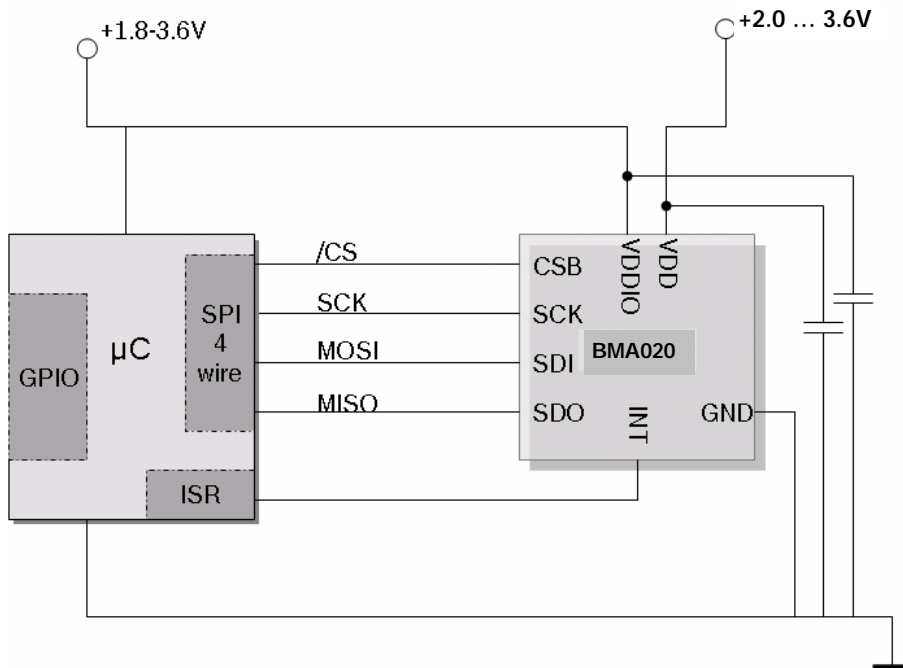 +1.8-3.6V
+2.0 ... 3.6V
/CS
SCK
MOSI
MISO
SPI
4
wire
µC
GPIO
ISR
CSB
SCK
SDI
SDO
VDDIO
VDD
BMA020
INT
GND